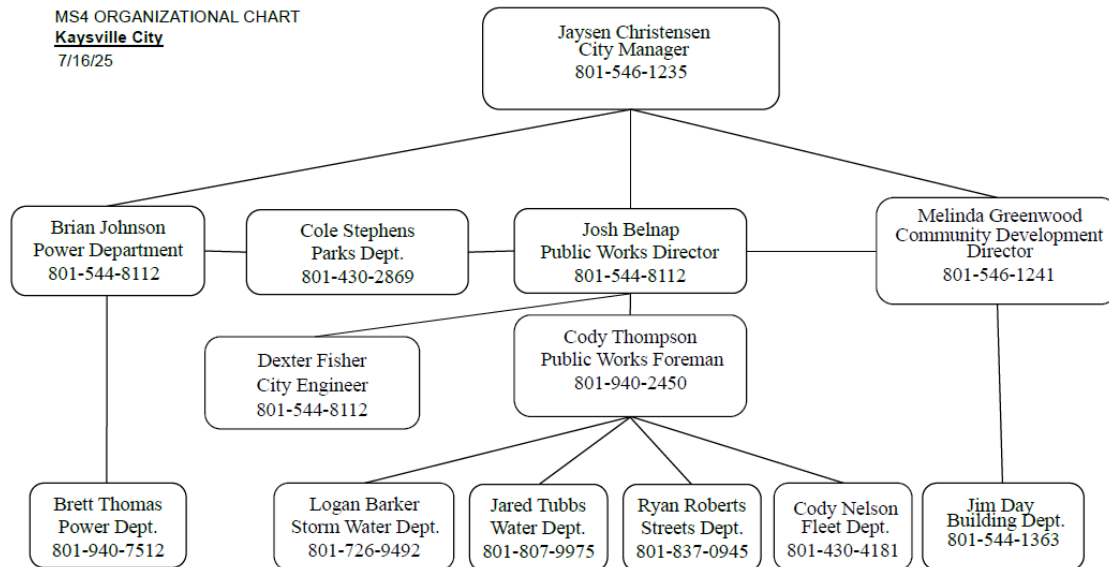 MS4 ORGANIZATIONAL CHART
Kaysville City
7/16/25
Jaysen Christensen
City Manager
801-546-1235
Brian Johnson
Power Department
801-544-8112
Cole Stephens
Parks Dept.
801-430-2869
Josh Belnap
Public Works Director
801-544-8112
Melinda Greenwood
Community Development
Director
801-546-1241
Dexter Fisher
City Engineer
801-544-8112
Cody Thompson
Public Works Foreman
801-940-2450
Brett Thomas
Power Dept.
801-940-7512
Logan Barker
Storm Water Dept.
801-726-9492
Jared Tubbs
Water Dept.
801-807-9975
Ryan Roberts
Streets Dept.
801-837-0945
Cody Nelson
Fleet Dept.
801-430-4181
Jim Day
Building Dept.
801-544-1363